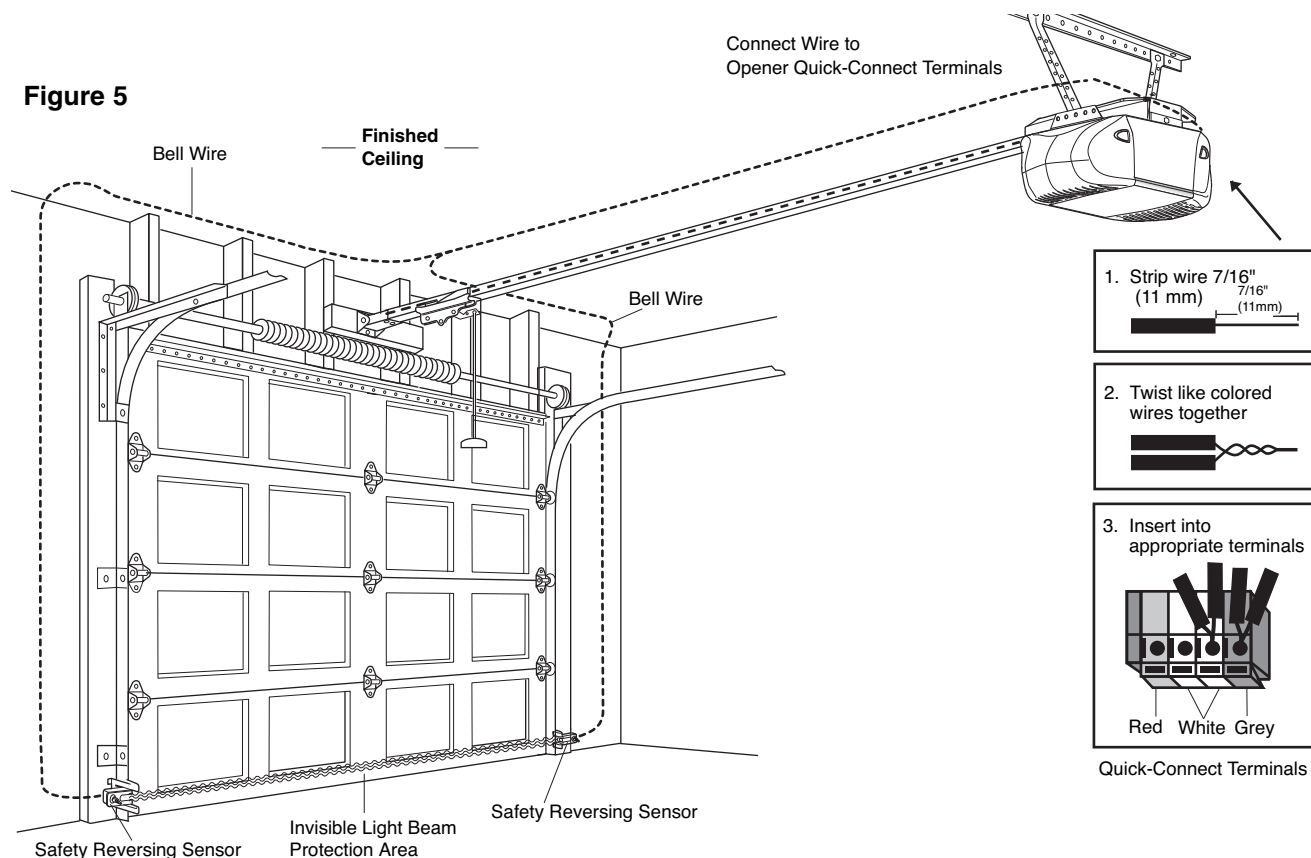 Figure 5
Connect Wire to
Opener Quick-Connect Terminals
Finished
Ceiling
Bell Wire
Bell Wire
1. Strip wire 7/16"
(11 mm)
7/16"
(11mm)
2. Twist like colored
wires together
3. Insert into
appropriate terminals
Red White Grey
Quick-Connect Terminals
Safety Reversing Sensor
Invisible Light Beam
Protection Area
Safety Reversing Sensor